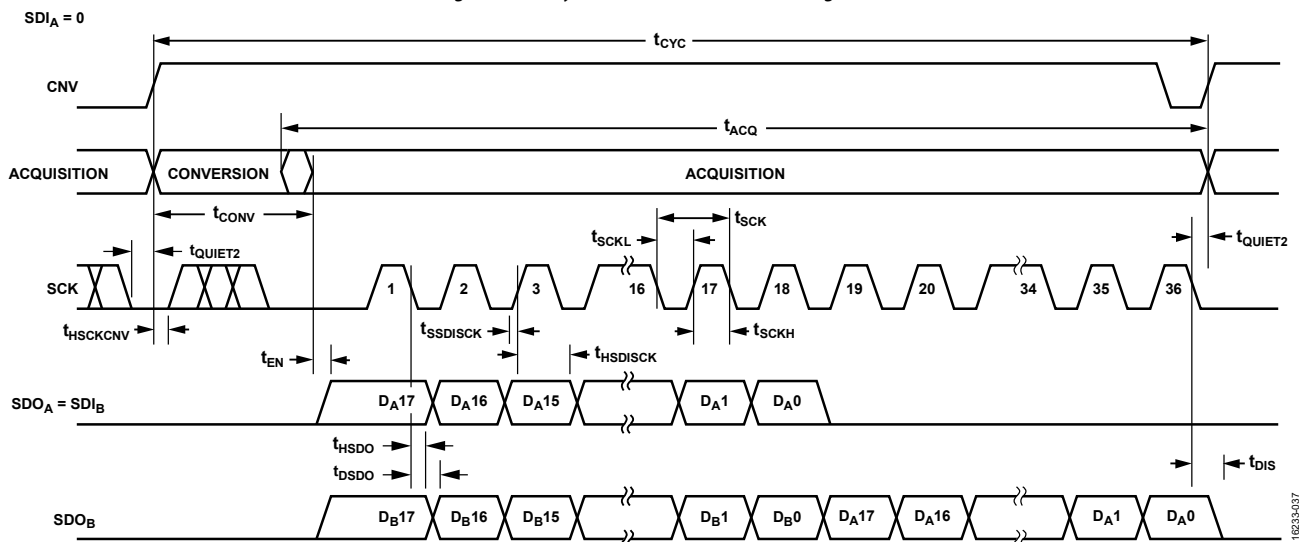 SDIA = 0
tCYC
CNV
tACQ
ACQUISITION CONVERSION ACQUISITION
tCONV
tSCK
tQUIET2 tSCKL tQUIET2
SCK 1 2 3 16 17 18 19 20 34 35 36
tHSCKCNV tSSDISCK tSCKH
tEN tHSDISCK
SDOA = SDIB DA17 DA16 DA15 DA1 DA0
tHSDO
tDSDO tDIS
SDOB DB17 DB16 DB15 DB1 DB0 DA17 DA16 DA1 DA0
16233-037